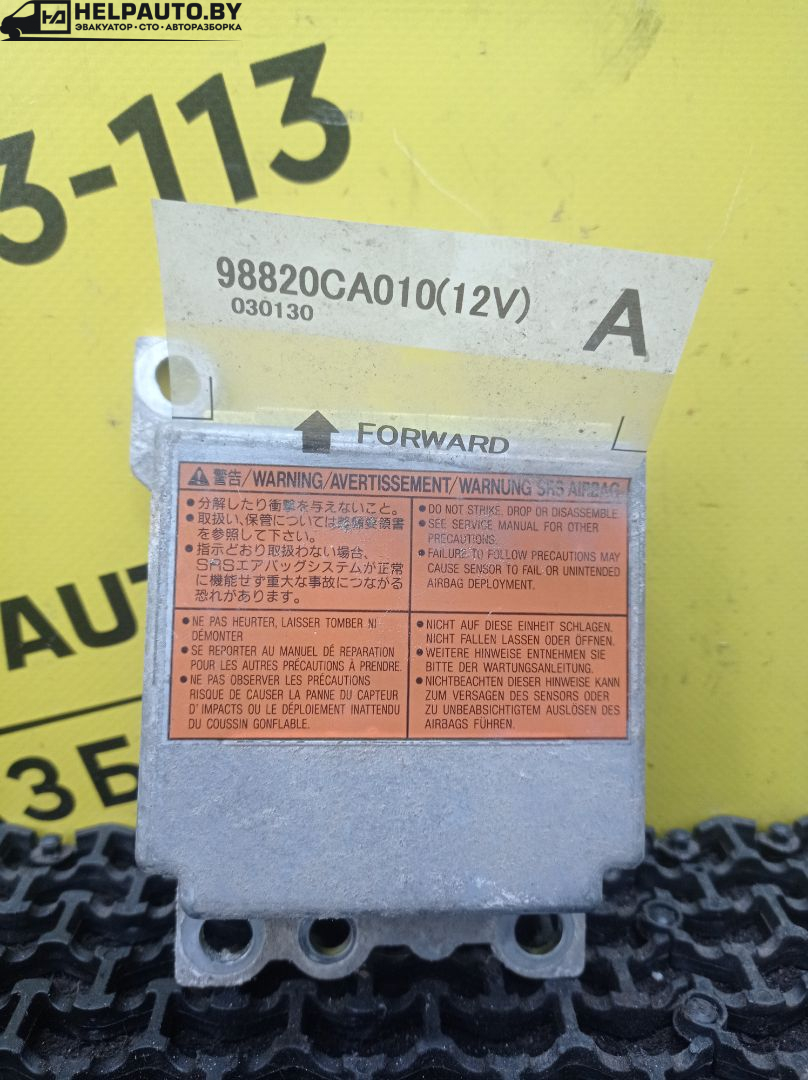 HELPAUTO.BY
ЭВАКУАТОР • СТО • АВТОРАЗБОРКА
3-113
98820CA010(12V)
030130
A
FORWARD
警告/WARNING/AVERTISSEMENT/WARNUNG SRS AIRBAG
●分解したり衝撃を与えないこと。
●取扱い、保管については整備要領書
を参照して下さい。
●指示どおり取扱わない場合、
SRSエアバッグシステムが正常
に機能せず重大な事故につながる
恐れがあります。
● DO NOT STRIKE, DROP OR DISASSEMBLE.
● SEE SERVICE MANUAL FOR OTHER
PRECAUTIONS.
● FAILURE TO FOLLOW PRECAUTIONS MAY
CAUSE SENSOR TO FAIL OR UNINTENDED
AIRBAG DEPLOYMENT.
● NE PAS HEURTER, LAISSER TOMBER NI
DÉMONTER
● SE REPORTER AU MANUEL DÉ REPARATION
POUR LES AUTRES PRÉCAUTIONS À PRENDRE.
● NE PAS OBSERVER LES PRÉCAUTIONS
RISQUE DE CAUSER LA PANNE DU CAPTEUR
D' IMPACTS OU LE DÉPLOIEMENT INATTENDU
DU COUSSIN GONFLABLE.
● NICHT AUF DIESE EINHEIT SCHLAGEN,
NICHT FALLEN LASSEN ODER ÖFFNEN.
● WEITERE HINWEISE ENTNEHMEN SIE
BITTE DER WARTUNGSANLEITUNG.
● NICHTBEACHTEN DIESER HINWEISE KANN
ZUM VERSAGEN DES SENSORS ODER
ZU UNBEABSICHTIGTEM AUSLÖSEN DES
AIRBAGS FÜHREN.
AU
ЗБ